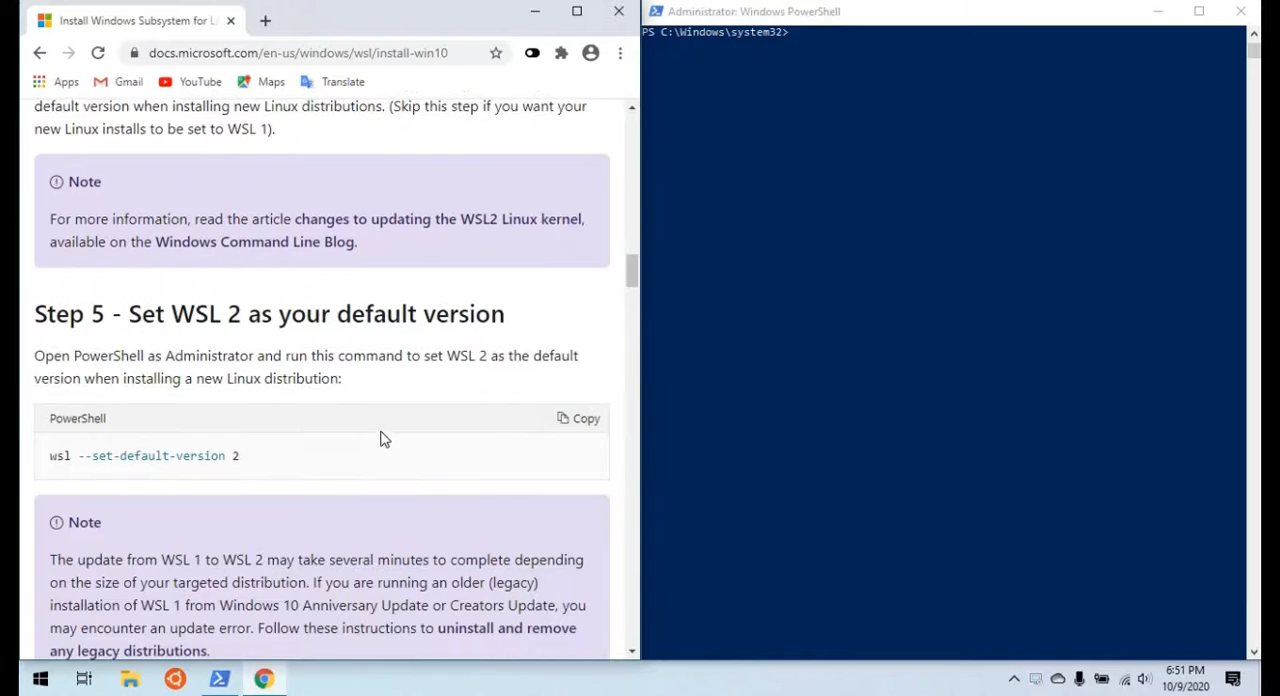 Install Windows Subsystem for Li
Administrator: Windows PowerShell
docs.microsoft.com/en-us/windows/wsl/install-win10
Apps
Gmail
YouTube
Maps
Translate
PS C:\Windows\system32>
default version when installing new Linux distributions. (Skip this step if you want your
new Linux installs to be set to WSL 1).
Note
For more information, read the article changes to updating the WSL2 Linux kernel,
available on the Windows Command Line Blog.
Step 5 - Set WSL 2 as your default version
Open PowerShell as Administrator and run this command to set WSL 2 as the default
version when installing a new Linux distribution:
PowerShell
Copy
wsl --set-default-version 2
Note
The update from WSL 1 to WSL 2 may take several minutes to complete depending
on the size of your targeted distribution. If you are running an older (legacy)
installation of WSL 1 from Windows 10 Anniversary Update or Creators Update, you
may encounter an update error. Follow these instructions to uninstall and remove
any legacy distributions.
6:51 PM
10/9/2020